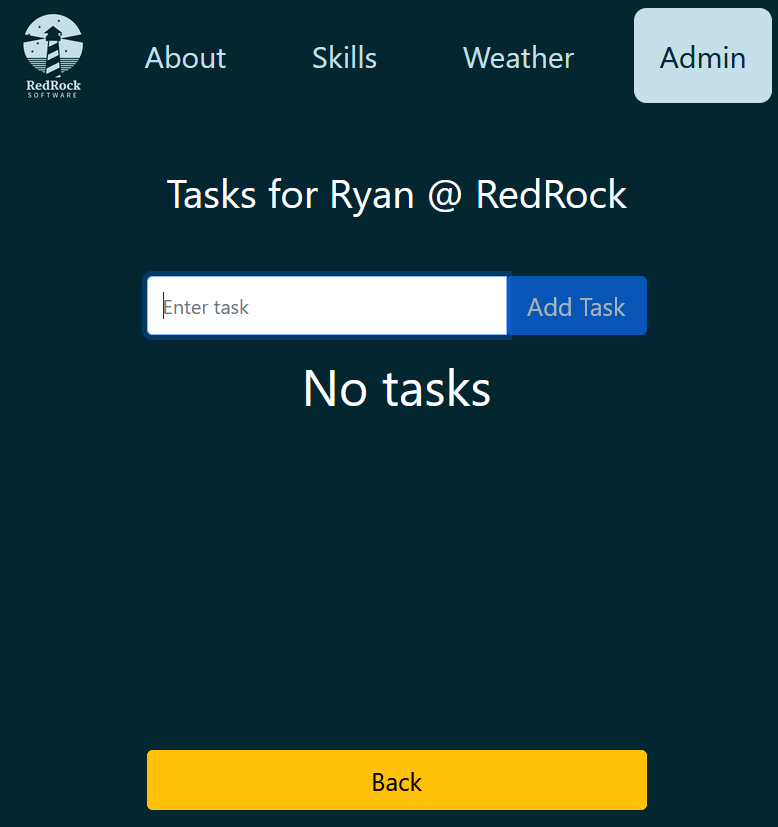 About Skills Weather Admin
RedRock
SOFTWARE
Tasks for Ryan @ RedRock
Enter task Add Task
No tasks
Back